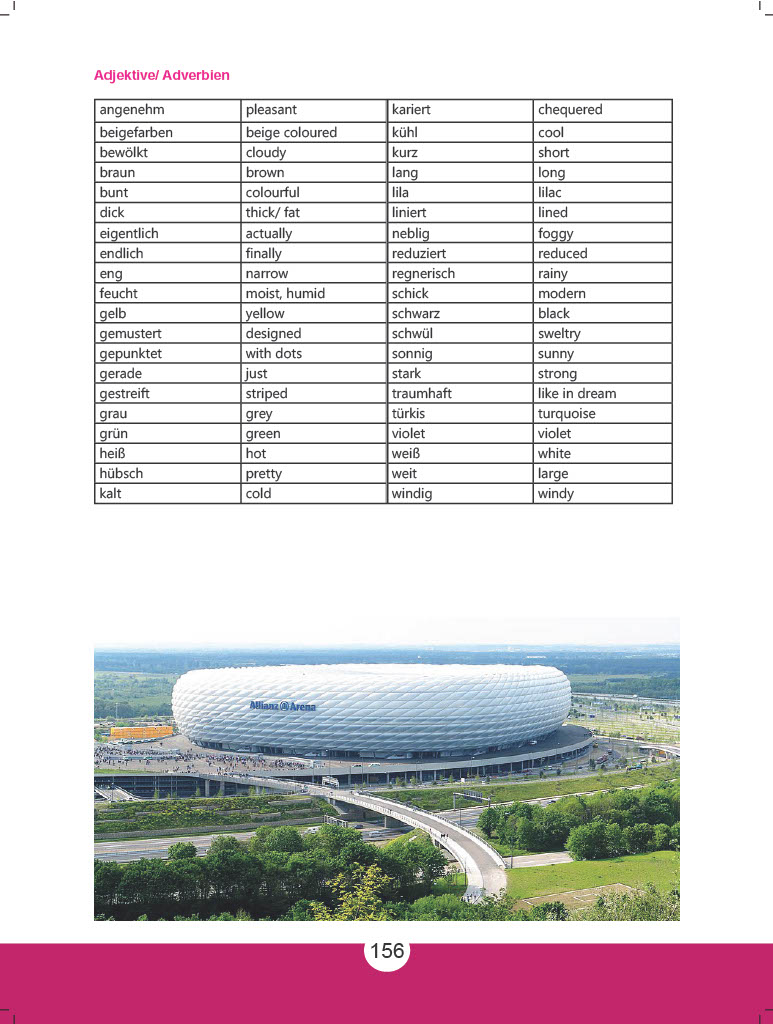 Adjektive/ Adverbien
angenehm pleasant kariert chequered
beigefarben beige coloured kühl cool
bewölkt cloudy kurz short
braun brown lang long
bunt colourful lila lilac
dick thick/ fat liniert lined
eigentlich actually neblig foggy
endlich finally reduziert reduced
eng narrow regnerisch rainy
feucht moist, humid schick modern
gelb yellow schwarz black
gemustert designed schwül sweltry
gepunktet with dots sonnig sunny
gerade just stark strong
gestreift striped traumhaft like in dream
grau grey türkis turquoise
grün green violet violet
heiß hot weiß white
hübsch pretty weit large
kalt cold windig windy
Allianz Arena
156